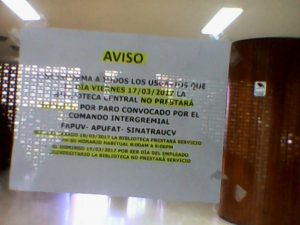 AVISO
SE INFORMA A TODOS LOS USUARIOS QUE
EL DÍA VIERNES 17/03/2017 LA
BIBLIOTECA CENTRAL NO PRESTARÁ
POR PARO CONVOCADO POR EL
COMANDO INTERGREMIAL
FAPUV- APUFAT- SINATRAUCV
SÁBADO 18/03/2017 LA BIBLIOTECA PRESTARÁ SERVICIO
EN SU HORARIO HABITUAL 8:00AM A
EL DOMINGO 19/03/2017 POR SER DÍA DEL EMPLEADO
UNIVERSITARIO LA BIBLIOTECA NO PRESTARÁ SERVICIO